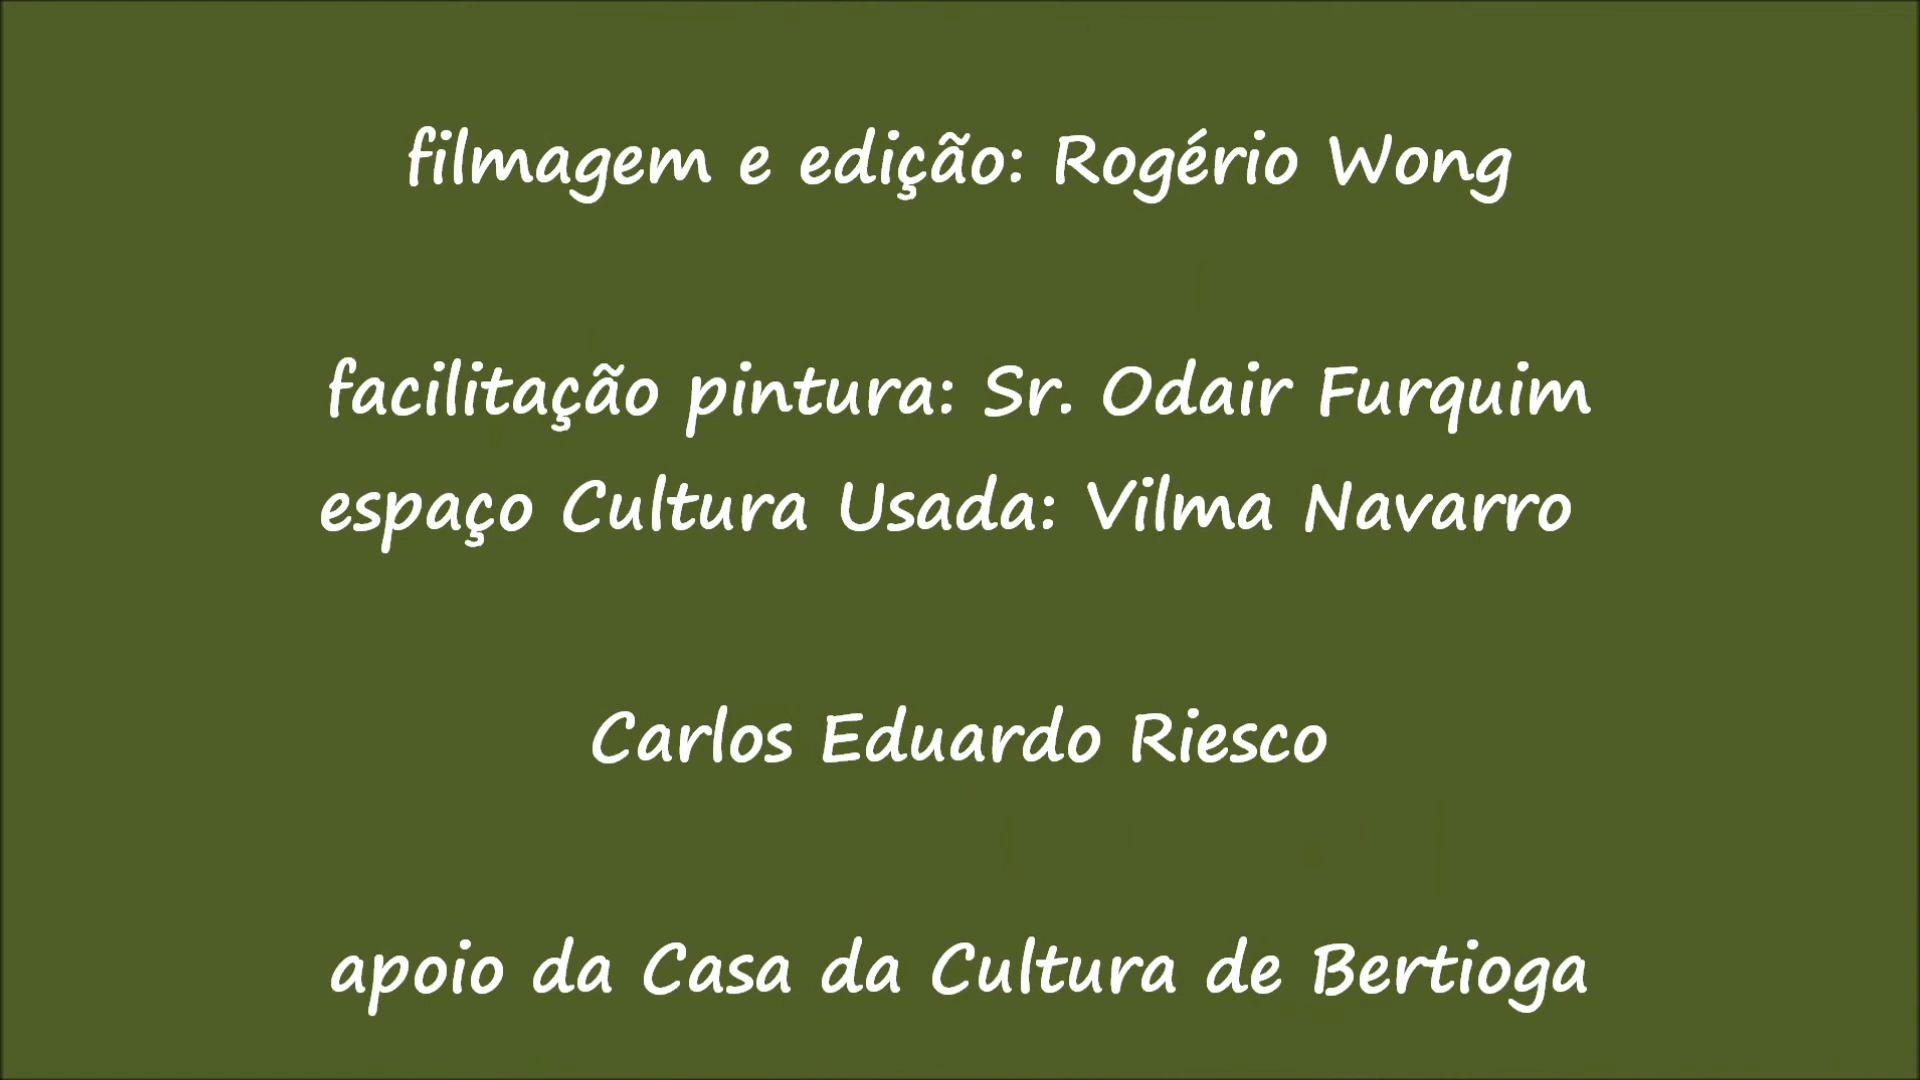 filmagem e edição: Rogério Wong
facilitação pintura: Sr. Odair Furquim
espaço Cultura Usada: Vilma Navarro
Carlos Eduardo Riesco
apoio da Casa da Cultura de Bertioga